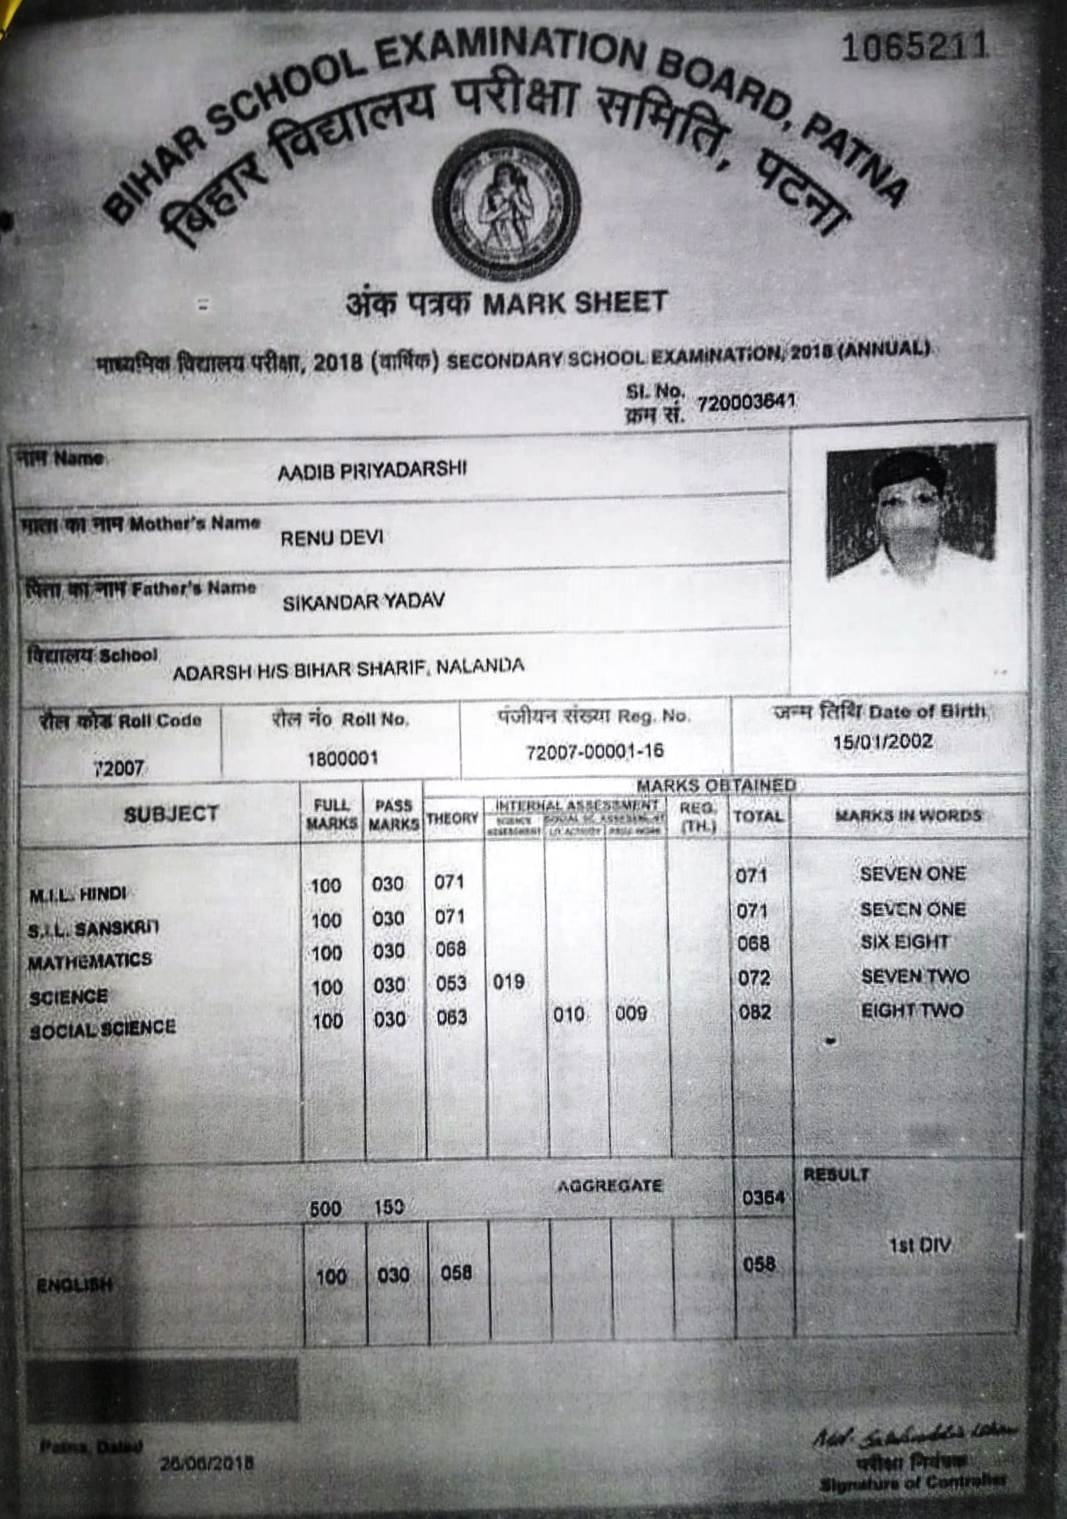 1065211
BIHAR SCHOOL EXAMINATION BOARD, PATNA
बिहार विद्यालय परीक्षा समिति, पटना
अंक पत्रक MARK SHEET
माध्यमिक विद्यालय परीक्षा, 2018 (वार्षिक) SECONDARY SCHOOL EXAMINATION, 2018 (ANNUAL)
Sl. No.
क्रम सं. 720003641
नाम Name AADIB PRIYADARSHI
माता का नाम Mother's Name RENU DEVI
पिता का नाम Father's Name SIKANDAR YADAV
विद्यालय School ADARSH H/S BIHAR SHARIF, NALANDA
रौल कोड Roll Code रौल नं० Roll No. पंजीयन संख्या Reg. No. जन्म तिथि Date of Birth
72007 1800001 72007-00001-16 15/01/2002
MARKS OBTAINED
SUBJECT FULL MARKS PASS MARKS THEORY INTERNAL ASSESSMENT REG. (TH.) TOTAL MARKS IN WORDS
SCIENCE ASSESSMENT SOCIAL SC. ASSESSMENT
M.I.L. HINDI 100 030 071 071 SEVEN ONE
S.I.L. SANSKRIT 100 030 071 071 SEVEN ONE
MATHEMATICS 100 030 068 068 SIX EIGHT
SCIENCE 100 030 053 019 072 SEVEN TWO
SOCIAL SCIENCE 100 030 063 010 009 082 EIGHT TWO
500 150 AGGREGATE 0364 RESULT
1st DIV
ENGLISH 100 030 058 058
Patna, Dated 26/06/2018
परीक्षा नियंत्रक
Signature of Controller